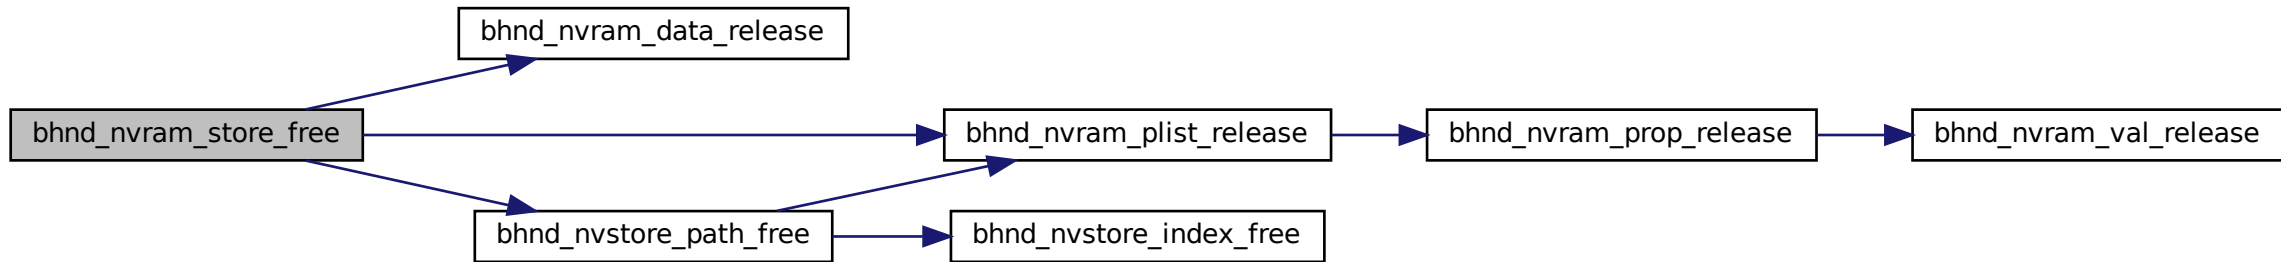 bhnd_nvram_data_release
bhnd_nvram_store_free
bhnd_nvram_plist_release
bhnd_nvram_prop_release
bhnd_nvram_val_release
bhnd_nvstore_path_free
bhnd_nvstore_index_free